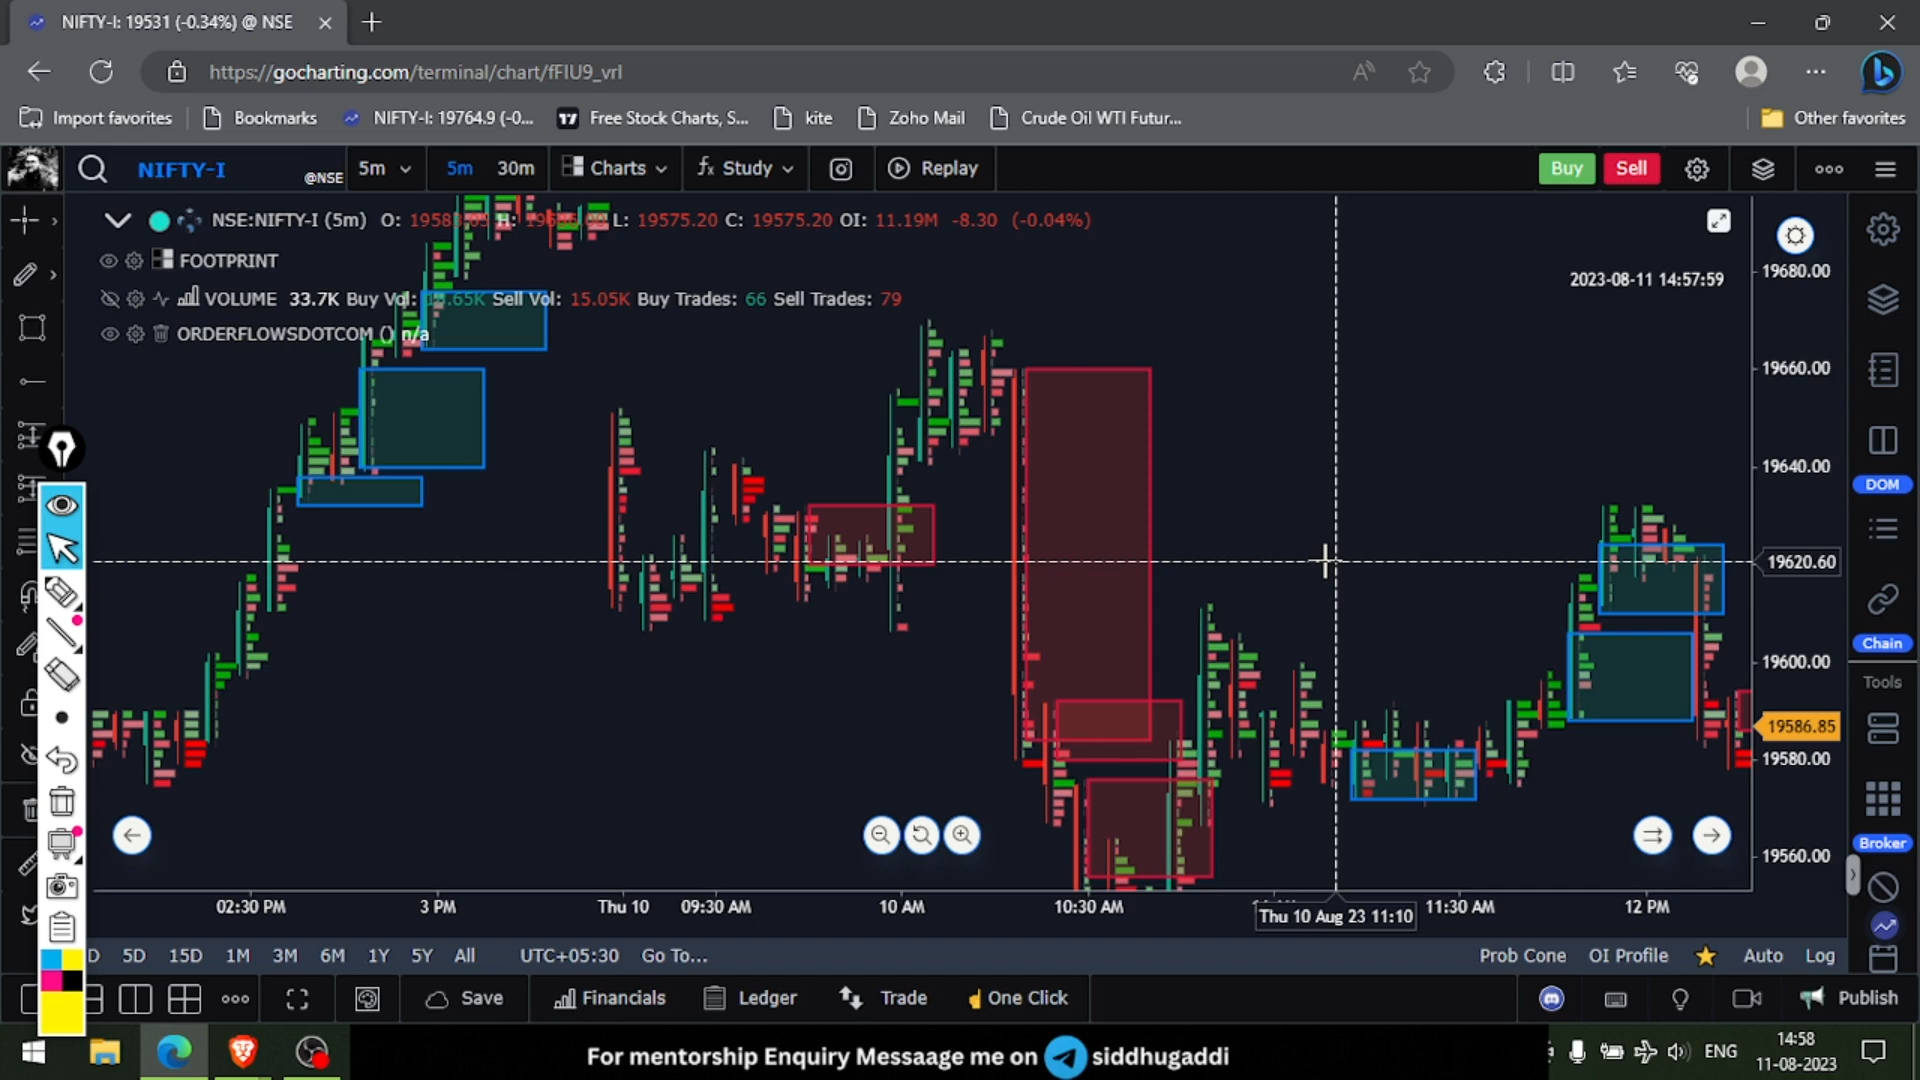 NIFTY-I: 19531 (-0.34%) @ NSE
https://gocharting.com/terminal/chart/fFIU9_vrl
Import favorites
Bookmarks
NIFTY-I: 19764.9 (-0...
Free Stock Charts, S...
kite
Zoho Mail
Crude Oil WTI Futur...
Other favorites
NIFTY-I @NSE
5m
5m
30m
Charts
fx Study
Replay
Buy
Sell
NSE:NIFTY-I (5m) O: H: L: 19575.20 C: 19575.20 OI: 11.19M -8.30 (-0.04%)
FOOTPRINT
2023-08-11 14:57:59
VOLUME 33.7K Buy Vol: Sell Vol: 15.05K Buy Trades: 66 Sell Trades: 79
ORDERFLOWSDOTCOM () n/a
19680.00
19660.00
19640.00
19620.60
19600.00
19586.85
19580.00
19560.00
DOM
Chain
Tools
Broker
02:30 PM
3 PM
Thu 10
09:30 AM
10 AM
10:30 AM
Thu 10 Aug 23 11:10
11:30 AM
12 PM
D
5D
15D
1M
3M
6M
1Y
5Y
All
UTC+05:30
Go To...
Prob Cone
OI Profile
Auto
Log
Save
Financials
Ledger
Trade
One Click
Publish
For mentorship Enquiry Messaage me on siddhugaddi
ENG
14:58
11-08-2023